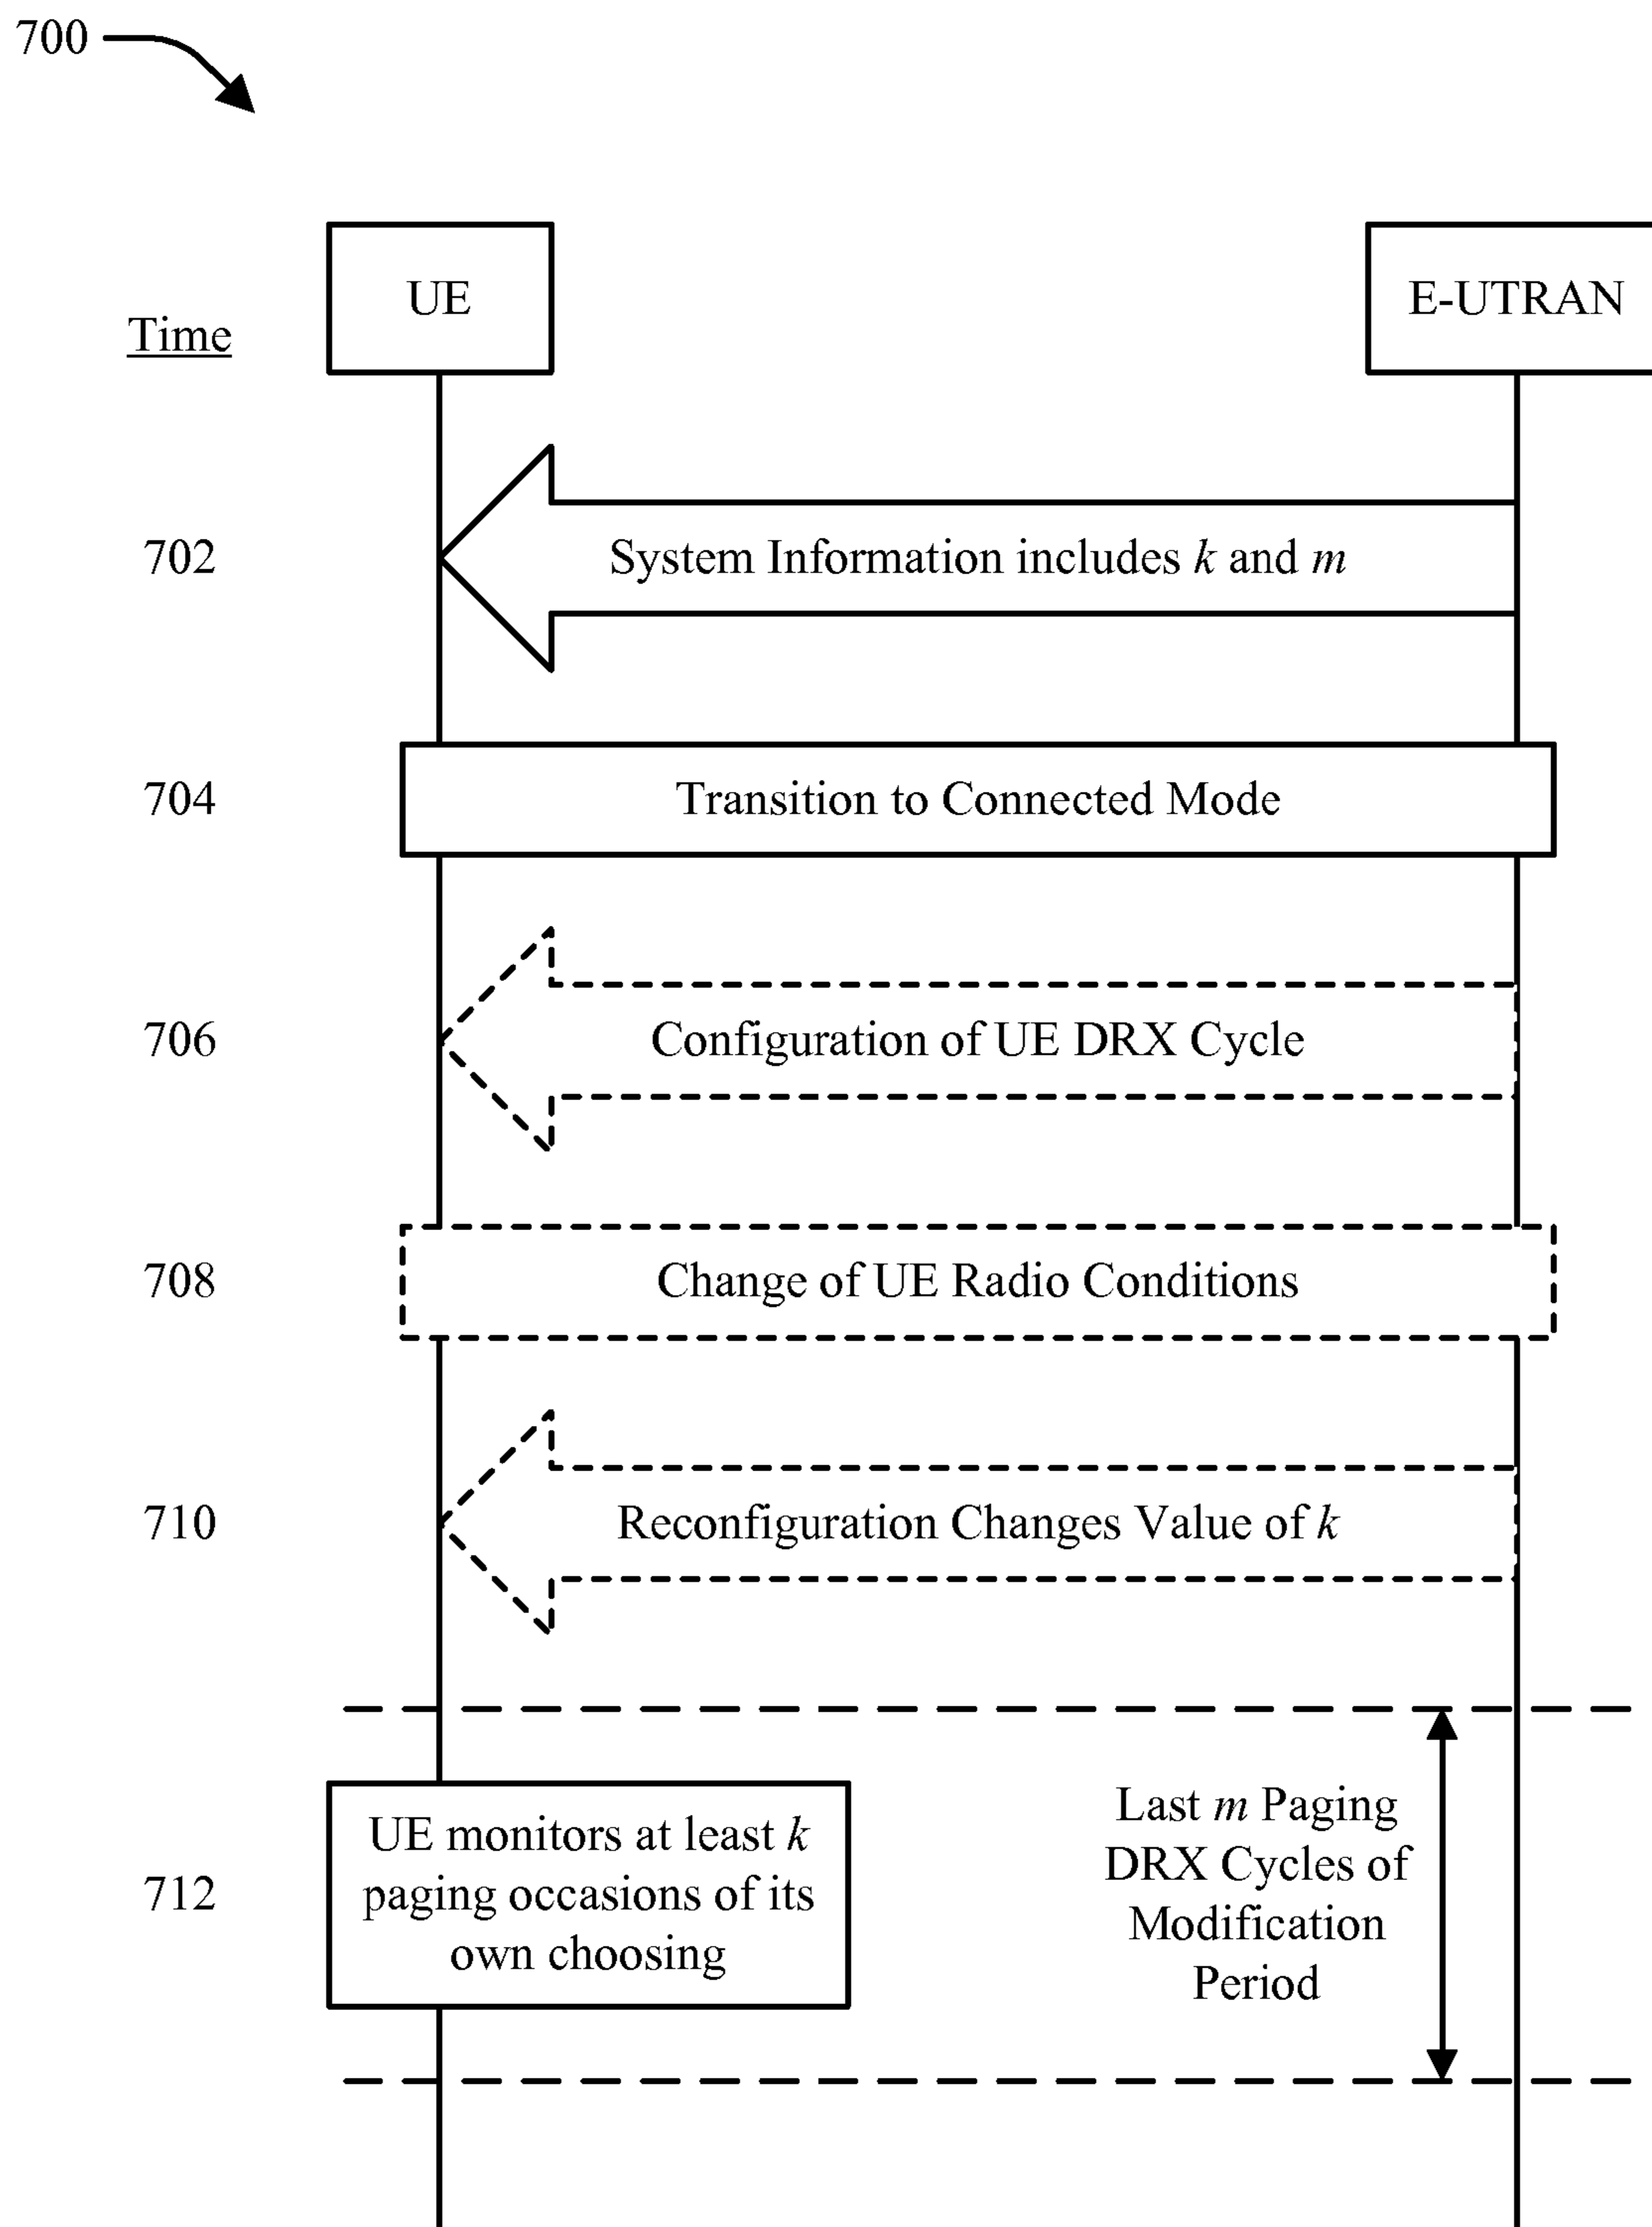 700
UE
E-UTRAN
Time
702
System Information includes k and m
704
Transition to Connected Mode
706
Configuration of UE DRX Cycle
708
Change of UE Radio Conditions
710
Reconfiguration Changes Value of k
712
UE monitors at least k
paging occasions of its
own choosing
Last m Paging
DRX Cycles of
Modification
Period